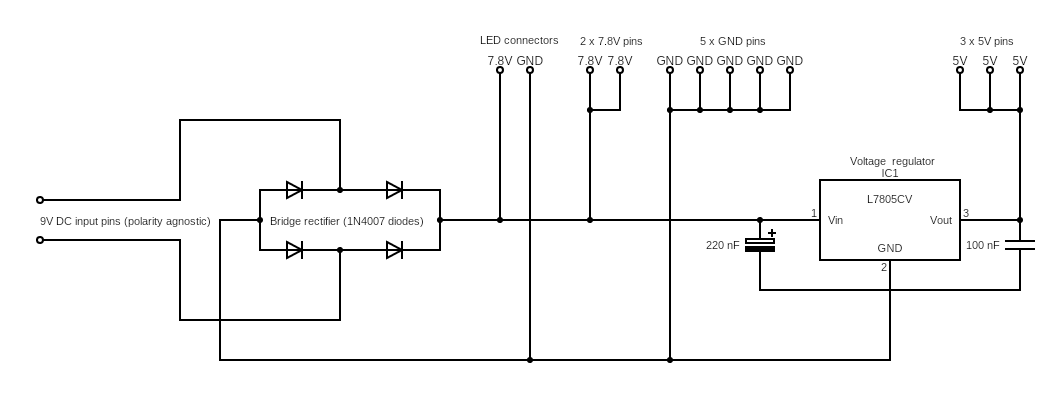 LED connectors
2 x 7.8V pins
5 x GND pins
3 x 5V pins
7.8V GND
7.8V 7.8V
GND GND GND GND GND
5V 5V 5V
Voltage regulator
IC1
L7805CV
1
Vin
Vout
3
GND
2
9V DC input pins (polarity agnostic)
Bridge rectifier (1N4007 diodes)
+
220 nF
100 nF